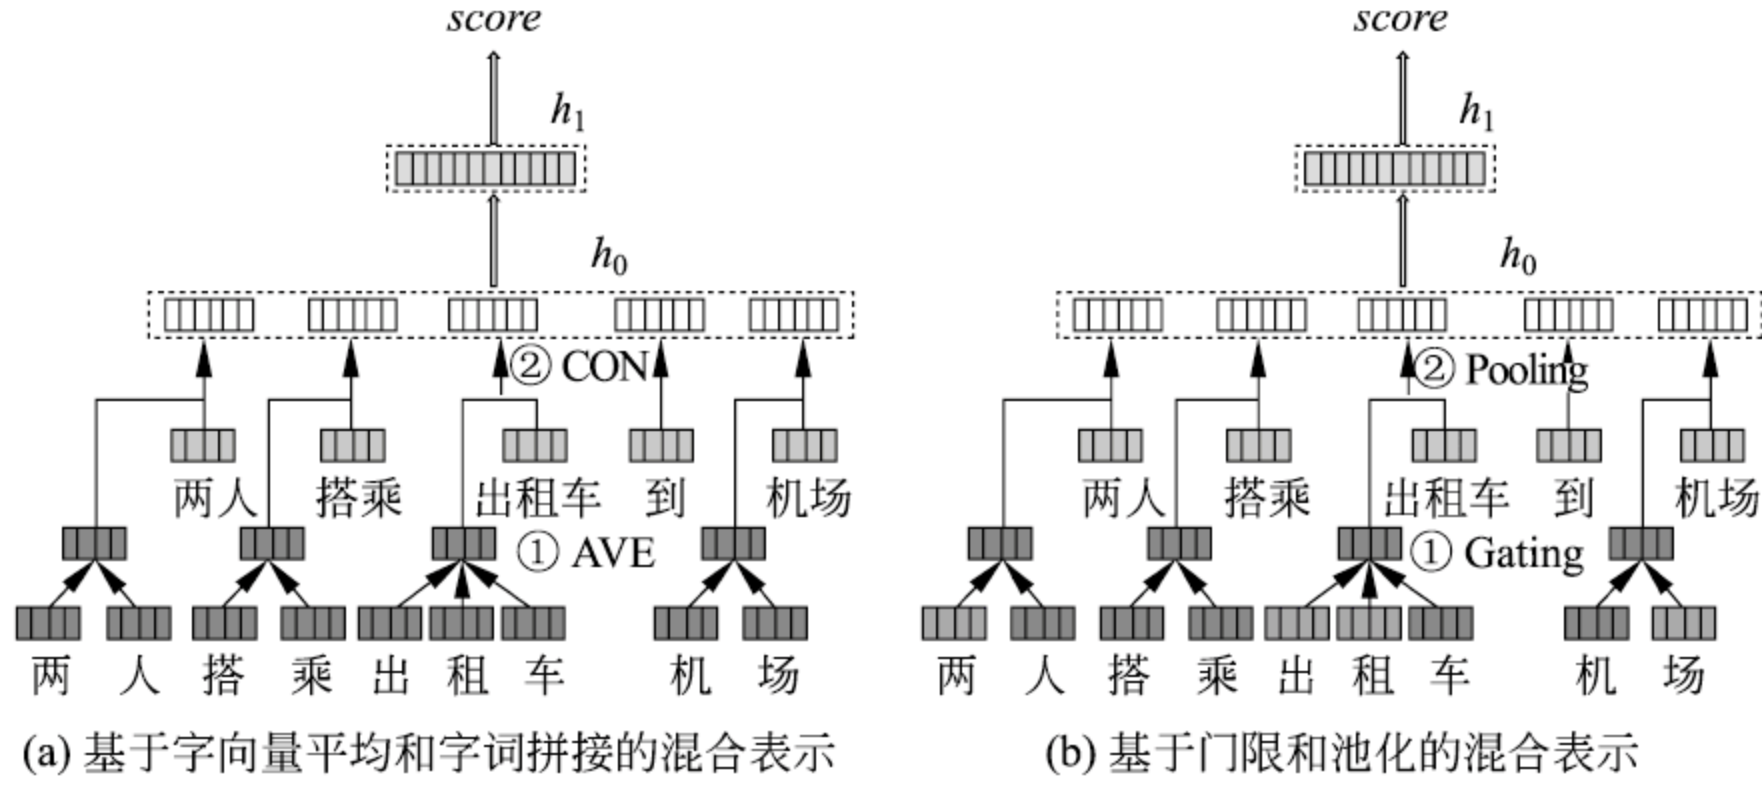 score score
h1 h1
h0 h0
② CON ② Pooling
两人 搭乘 出租车 到 机场 两人 搭乘 出租车 到 机场
① AVE ① Gating
两 人 搭 乘 出 租 车 机 场 两 人 搭 乘 出 租 车 机 场
(a) 基于字向量平均和字词拼接的混合表示 (b) 基于门限和池化的混合表示